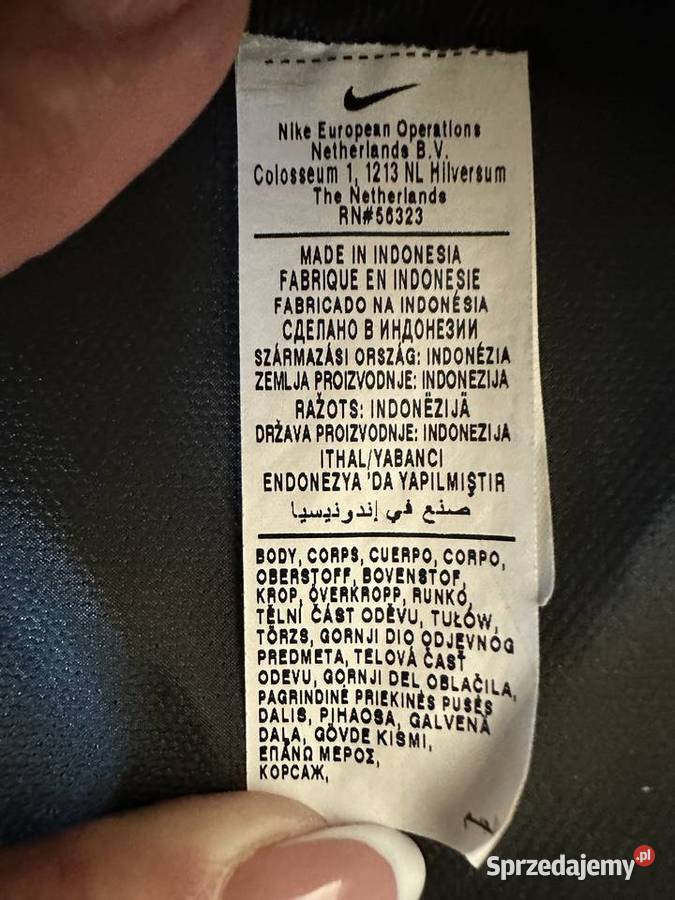 Nike European Operations
Netherlands B.V.
Colosseum 1, 1213 NL Hilversum
The Netherlands
RN#56323
MADE IN INDONESIA
FABRIQUE EN INDONESIE
FABRICADO NA INDONÉSIA
СДЕЛАНО В ИНДОНЕЗИИ
SZÁRMAZÁSI ORSZÁG: INDONÉZIA
ZEMLJA PROIZVODNJE: INDONEZIJA
RAŽOTS: INDONĒZIJĀ
DRŽAVA PROIZVODNJE: INDONEZIJA
ITHAL/YABANCI
ENDONEZYA 'DA YAPILMIŞTIR
صنع في إندونيسيا
BODY, CORPS, CUERPO, CORPO,
OBERSTOFF, BOVENSTOF,
KROP, ÖVERKROPP, RUNKO,
TĚLNÍ ČÁST ODĚVU, TUŁÓW,
TÖRZS, GORNJI DIO ODJEVNOG
PREDMETA, TELOVÁ ČASŤ
ODEVU, GORNJI DEL OBLAČILA,
PAGRINDINĖ PRIEKINĖS PUSĖS
DALIS, PIHAOSA, GALVENĀ
DAĻA, GÖVDE KISMI,
ΕΠΑΝΩ ΜΕΡΟΣ,
КОРСАЖ,
Sprzedajemy.pl